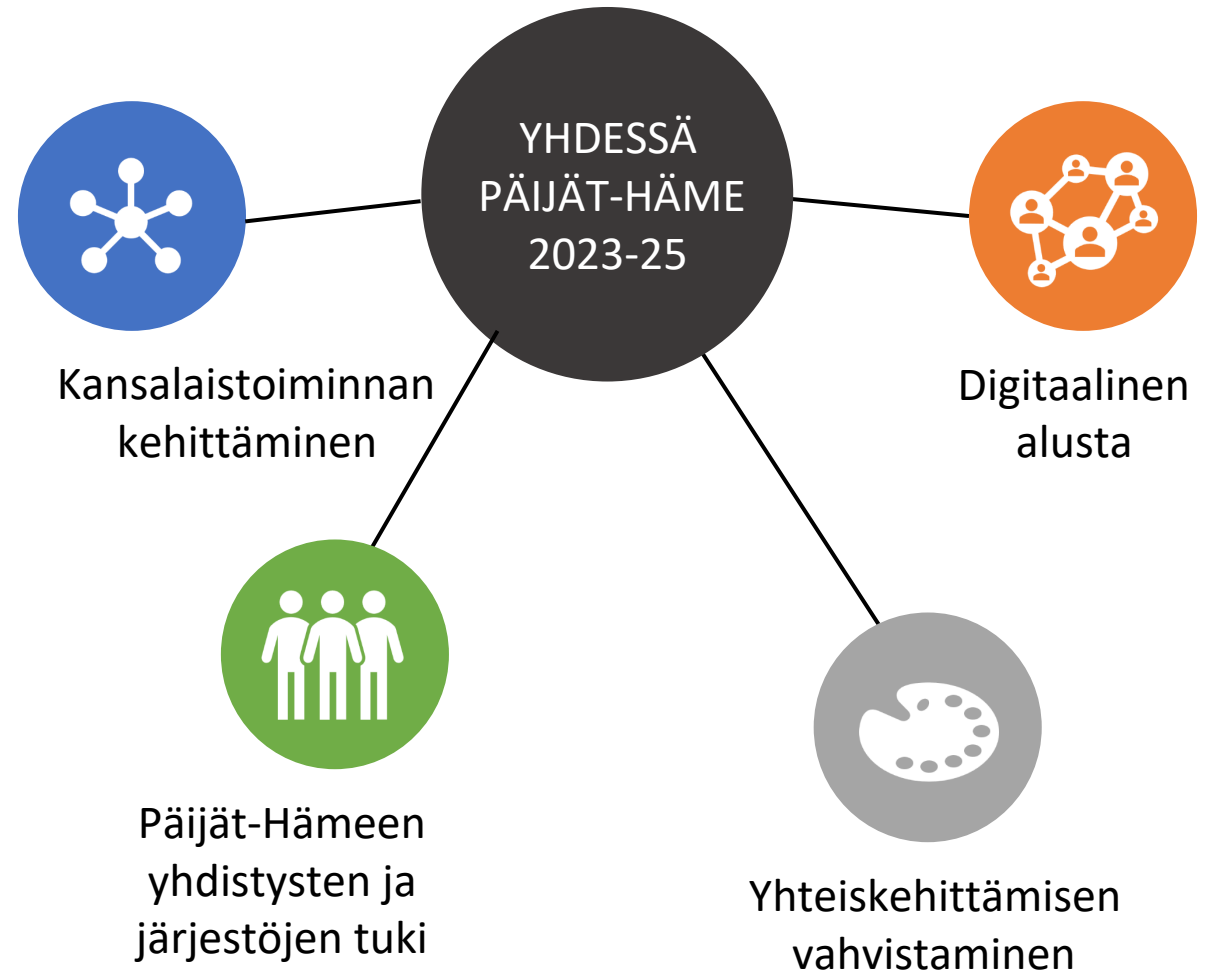 YHDESSÄ
PÄIJÄT-HÄME
2023-25
Kansalaistoiminnan
kehittäminen
Digitaalinen
alusta
Päijät-Hämeen
yhdistysten ja
järjestöjen tuki
Yhteiskehittämisen
vahvistaminen